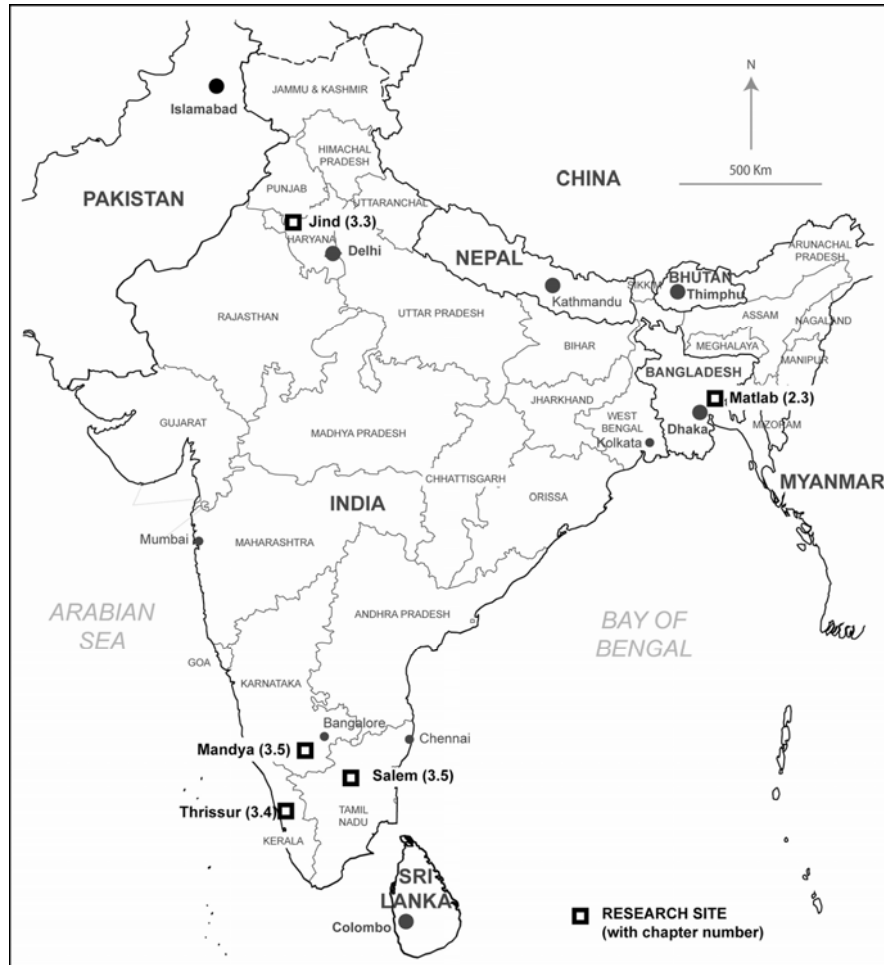 N
500 Km
Islamabad
JAMMU & KASHMIR
HIMACHAL
PRADESH
PAKISTAN
PUNJAB
UTTARANCHAL
CHINA
Jind (3.3)
HARYANA
Delhi
NEPAL
Kathmandu
SIKKIM
BHUTAN
Thimphu
ARUNACHAL
PRADESH
RAJASTHAN
UTTAR PRADESH
ASSAM
NAGALAND
BIHAR
MEGHALAYA
MANIPUR
BANGLADESH
Matlab (2.3)
Dhaka
MIZORAM
GUJARAT
MADHYA PRADESH
JHARKHAND
WEST
BENGAL
Kolkata
MYANMAR
CHHATTISGARH
INDIA
ORISSA
Mumbai
MAHARASHTRA
ARABIAN
SEA
ANDHRA PRADESH
BAY OF
BENGAL
GOA
KARNATAKA
Bangalore
Chennai
Mandya (3.5)
Salem (3.5)
Thrissur (3.4)
TAMIL
NADU
KERALA
SRI
LANKA
Colombo
RESEARCH SITE
(with chapter number)